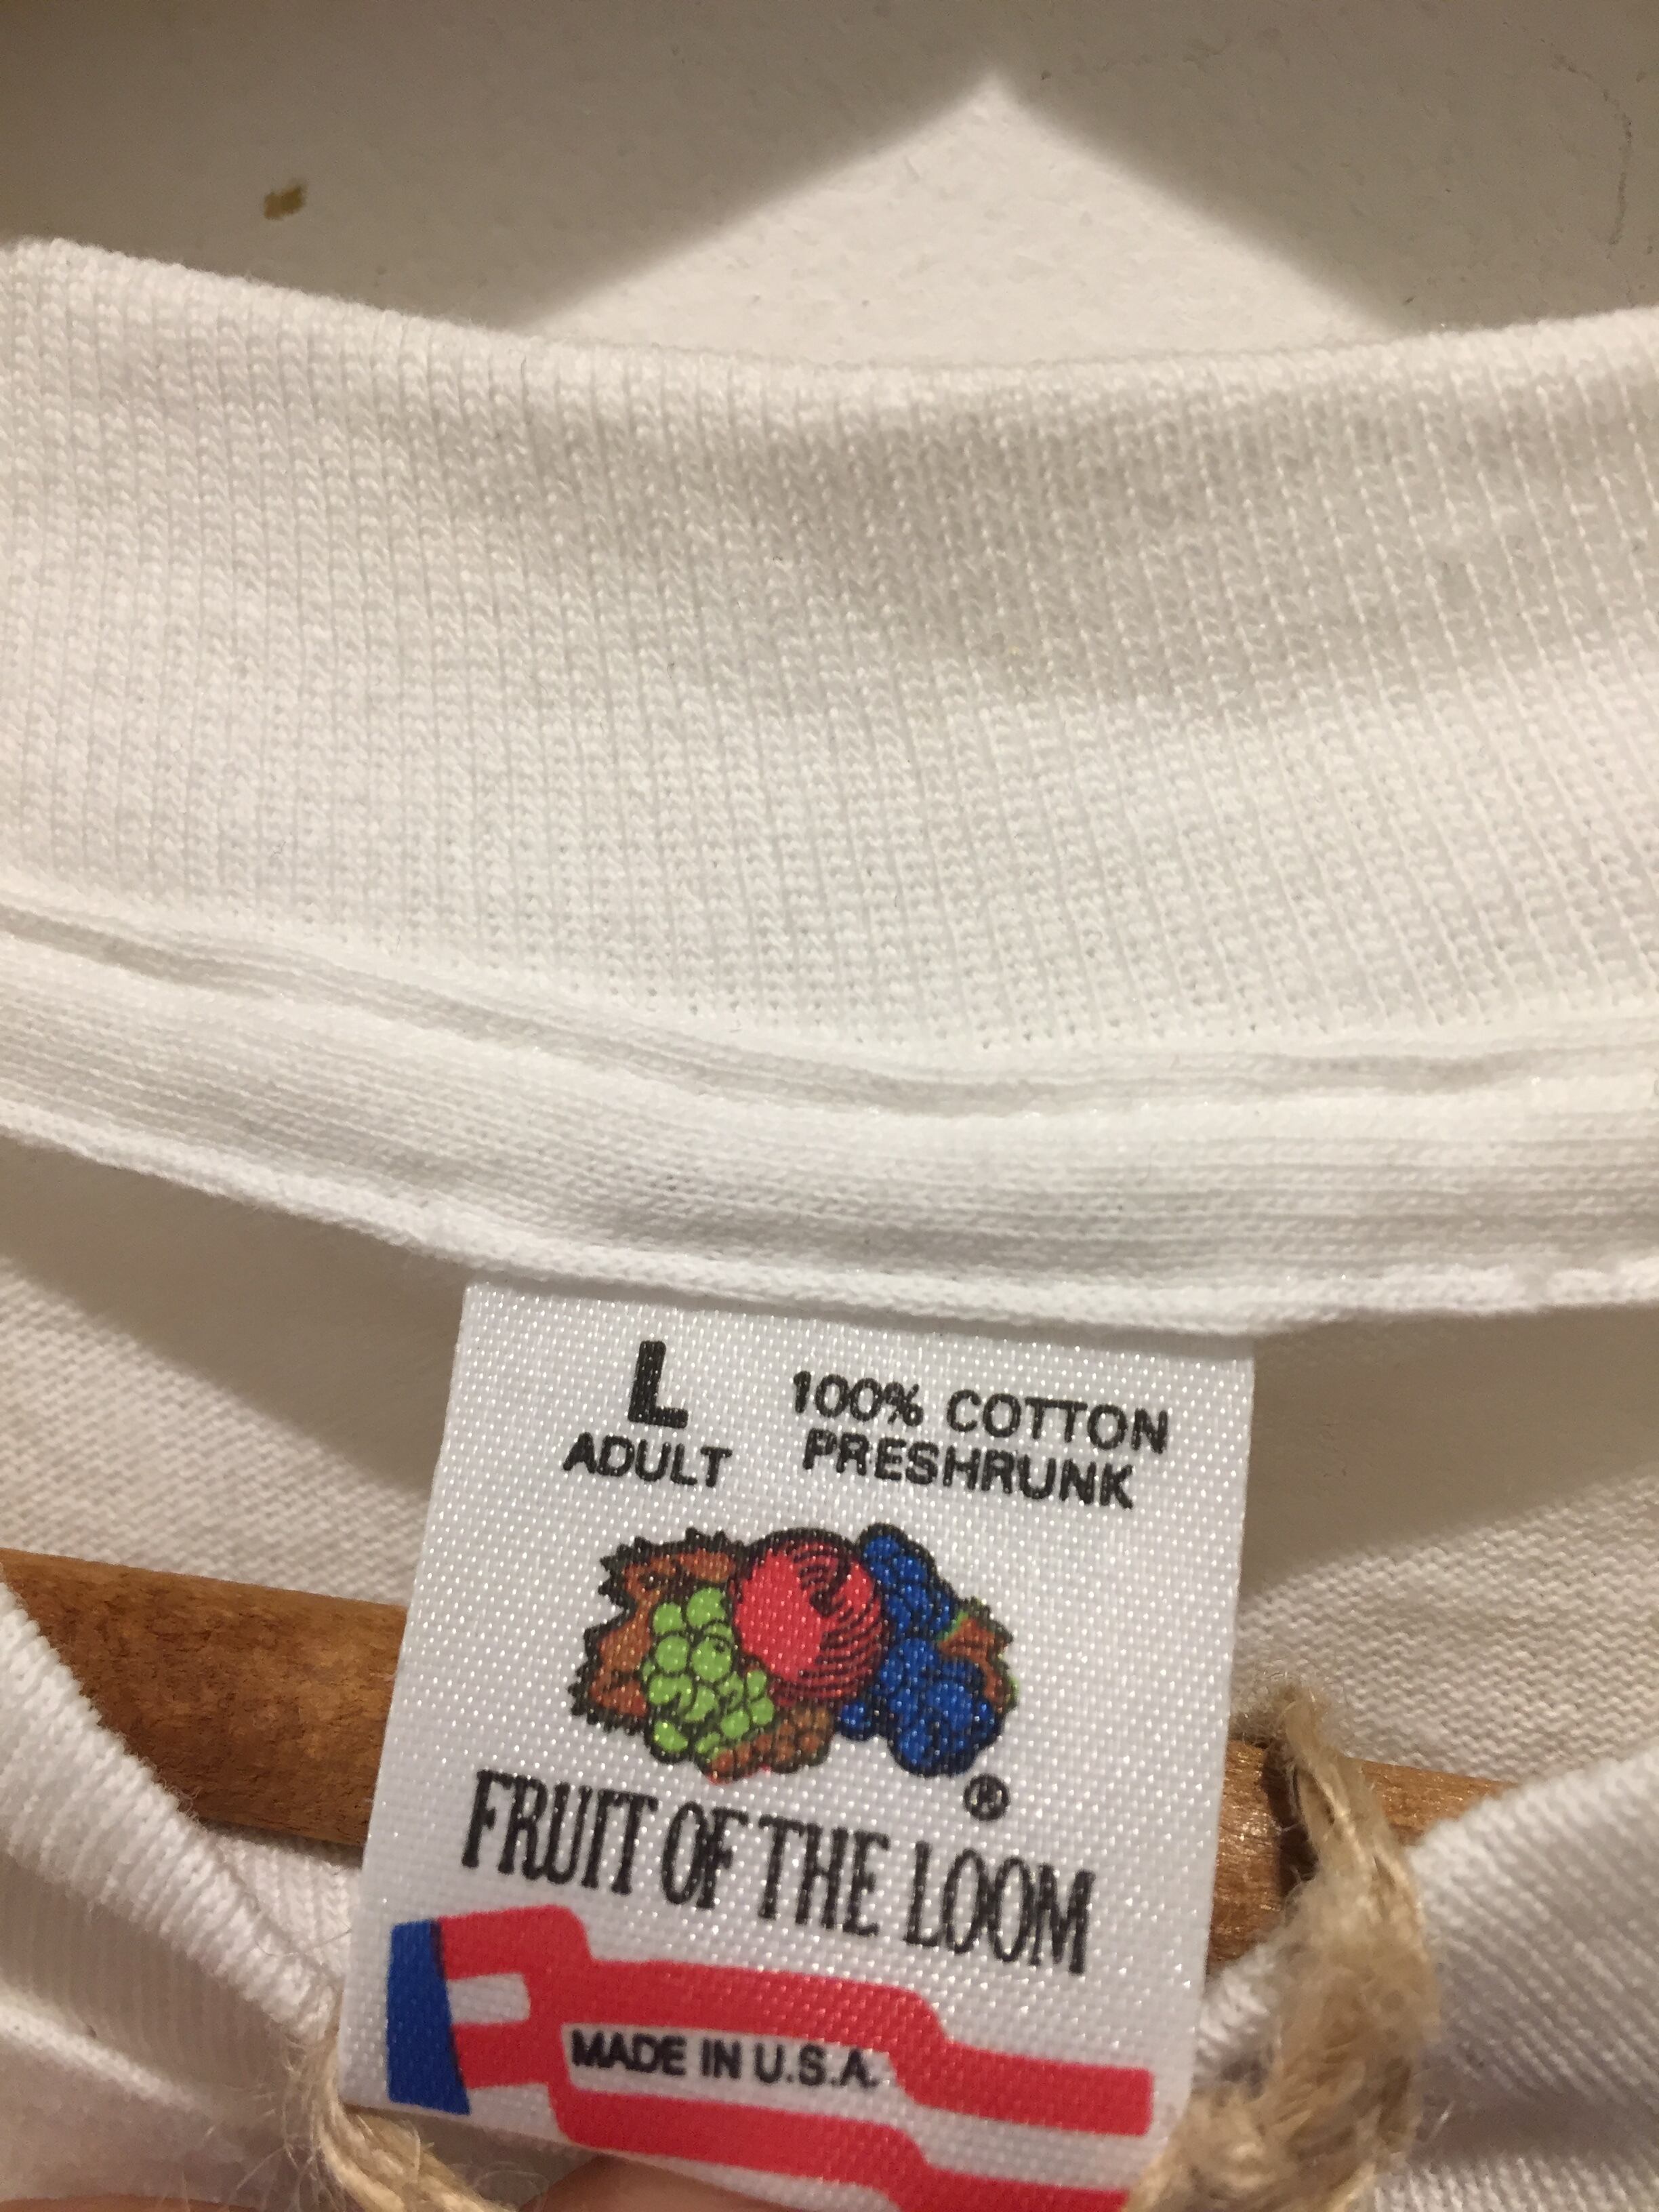 L
ADULT
100% COTTON
PRESHRUNK
®
FRUIT OF THE LOOM
MADE IN U.S.A.